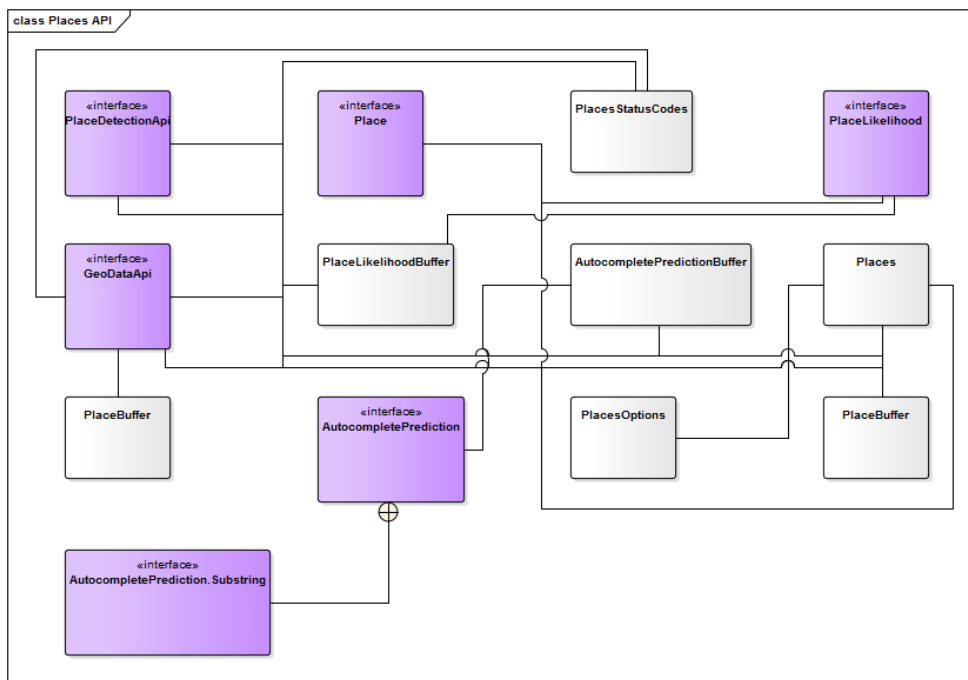 class Places API
«interface»
PlaceDetectionApi
«interface»
Place
PlacesStatusCodes
«interface»
PlaceLikelihood
«interface»
GeoDataApi
PlaceLikelihoodBuffer
AutocompletePredictionBuffer
Places
PlaceBuffer
«interface»
AutocompletePrediction
PlacesOptions
PlaceBuffer
«interface»
AutocompletePrediction.Substring